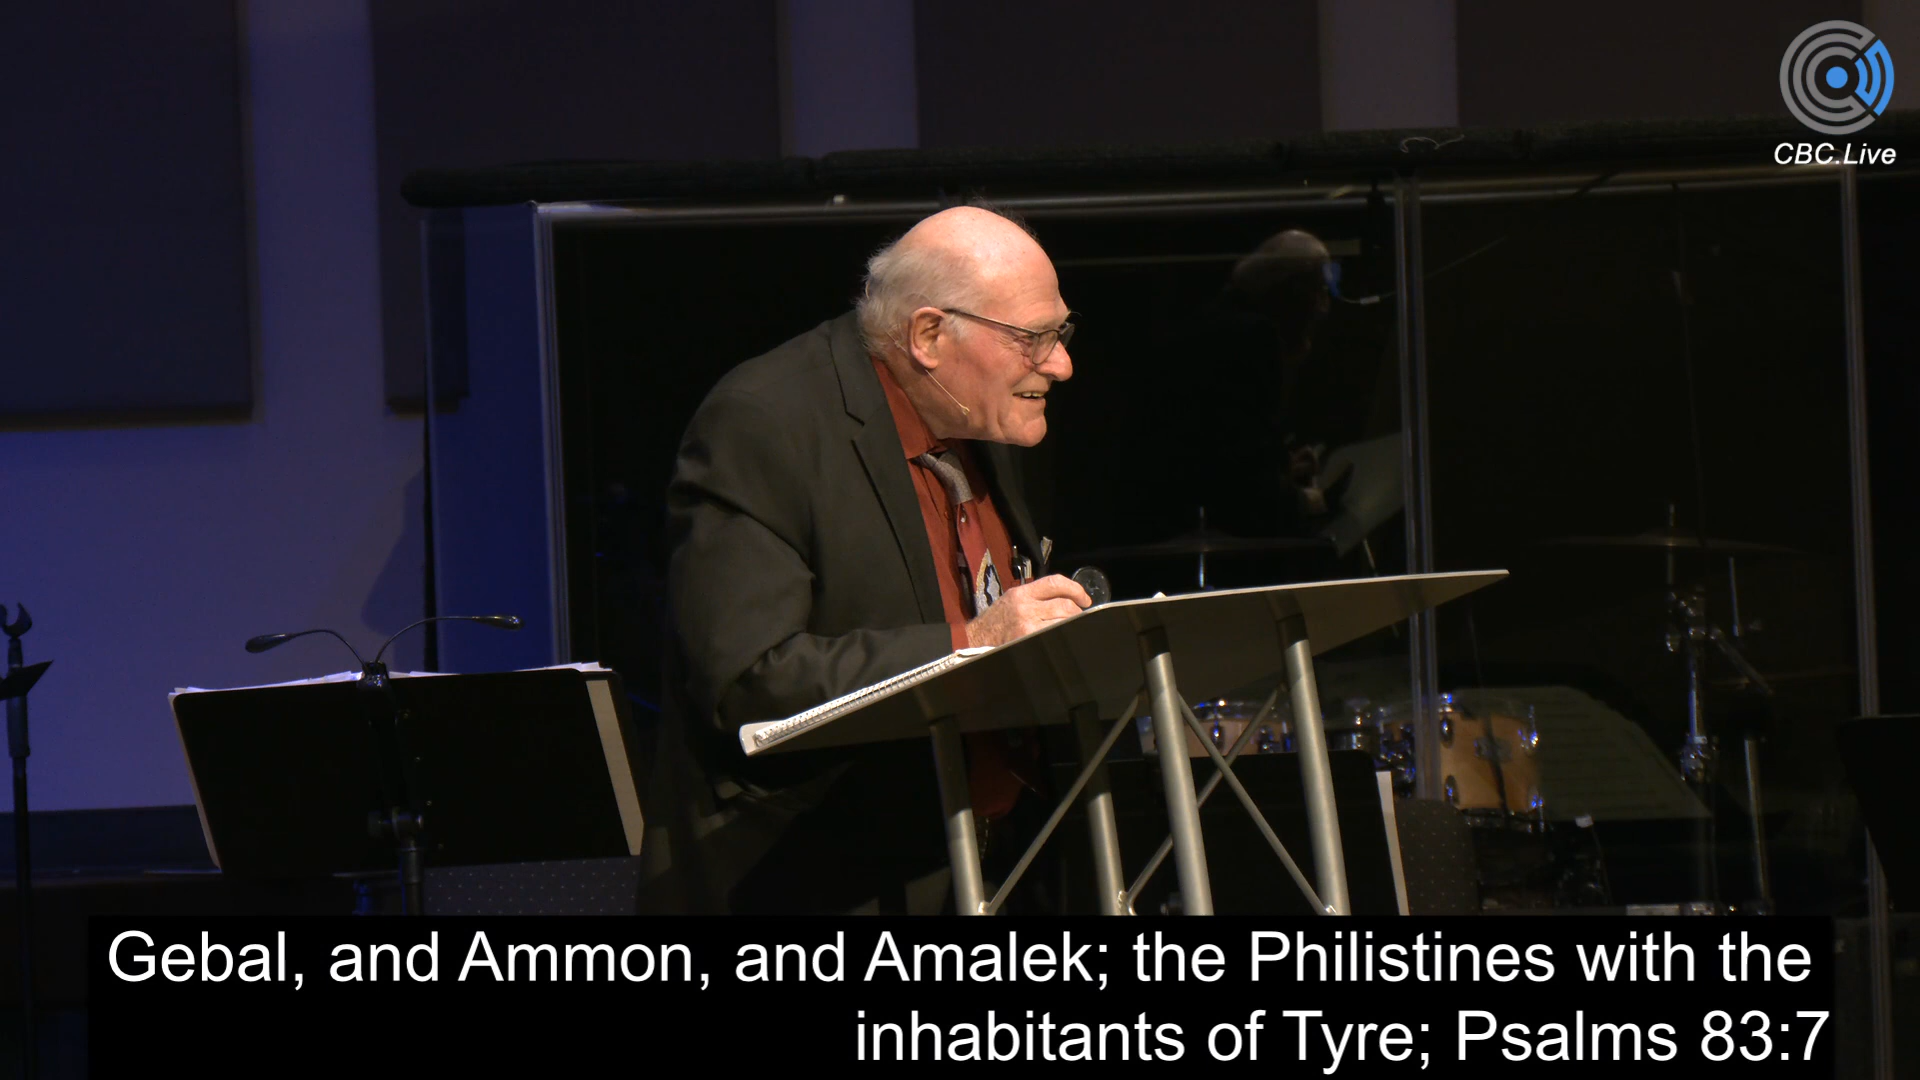 CBC.Live
Gebal, and Ammon, and Amalek; the Philistines with the
inhabitants of Tyre; Psalms 83:7